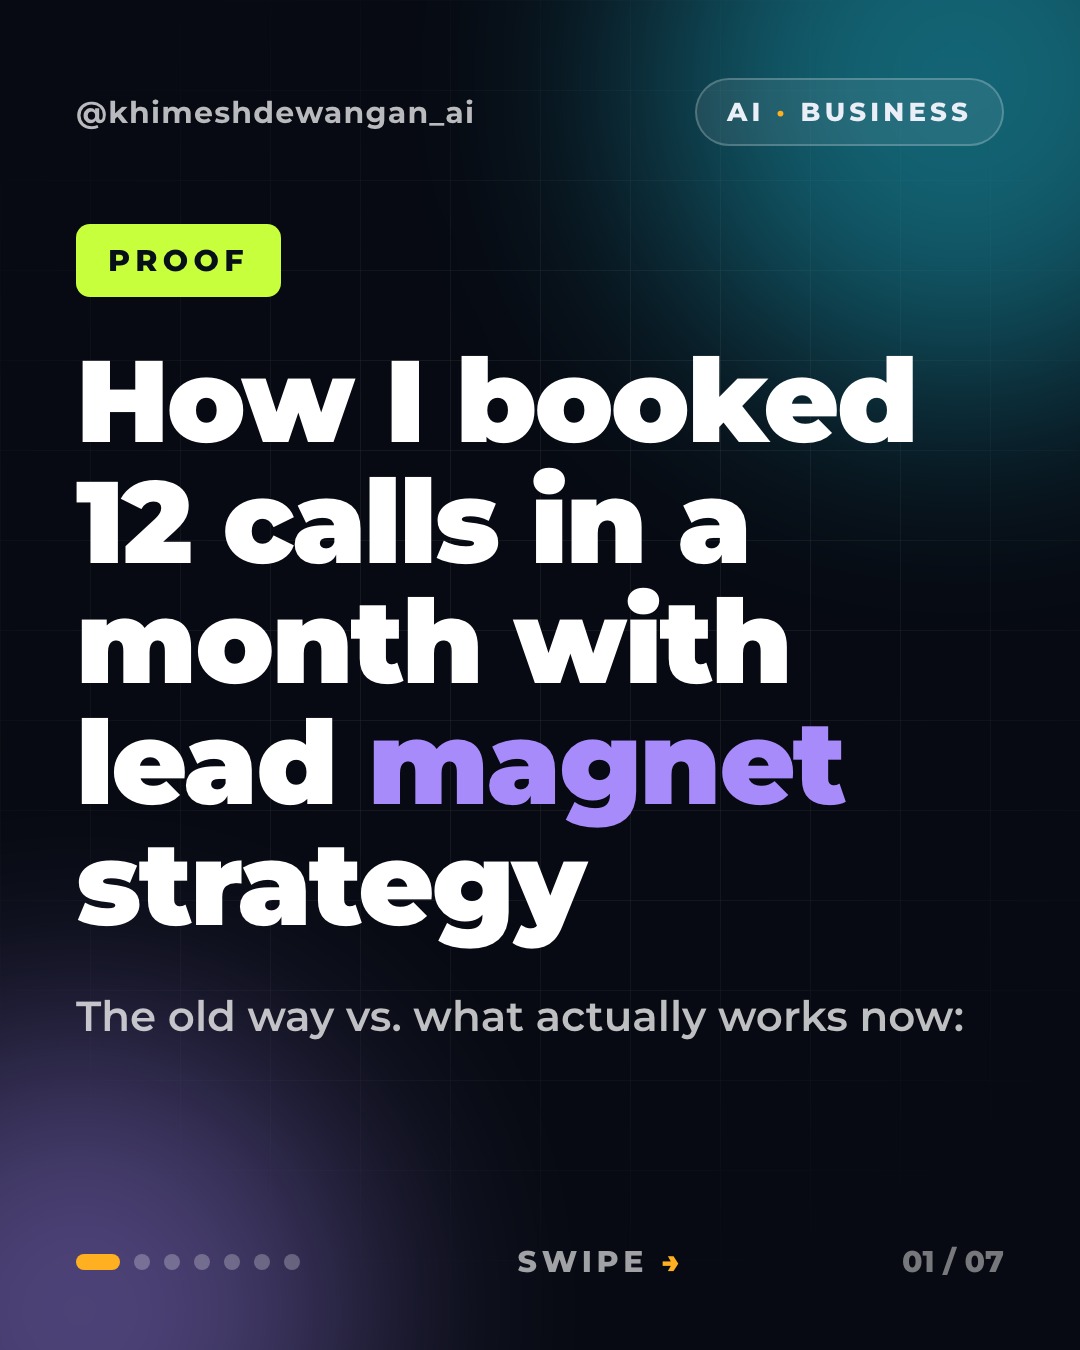 @khimeshdewangan_ai
AI · BUSINESS
PROOF
How I booked
12 calls in a
month with
lead magnet
strategy
The old way vs. what actually works now:
SWIPE →
01 / 07